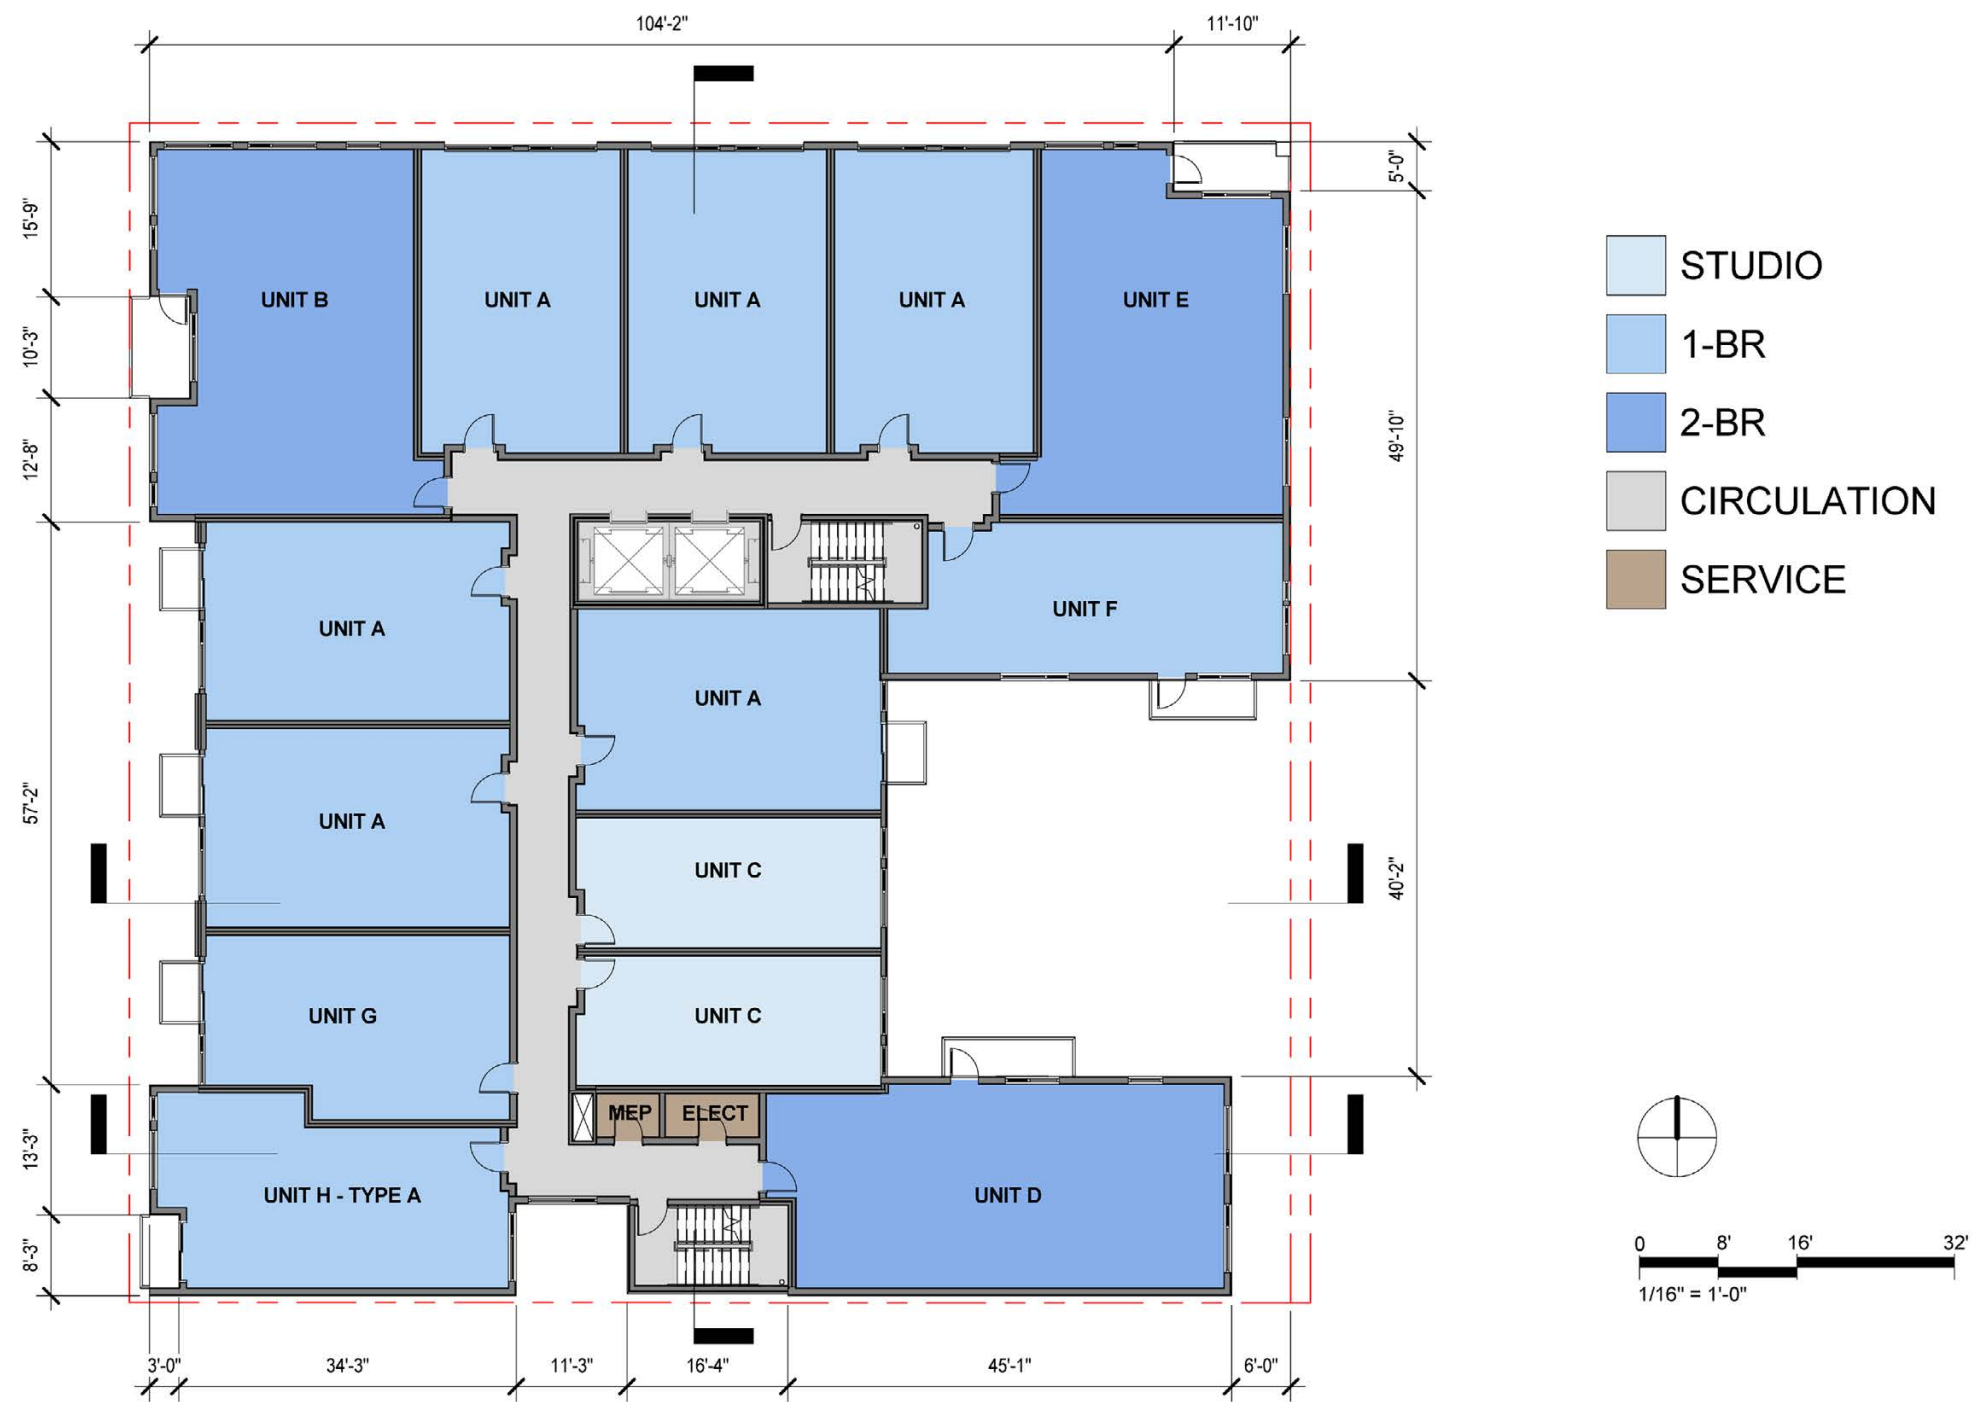 104'-2"
11'-10"
15'-9"
10'-3"
12'-8"
57'-2"
13'-3"
8'-3"
5'-0"
49'-10"
40'-2"
UNIT B
UNIT A
UNIT A
UNIT A
UNIT E
UNIT A
UNIT F
UNIT A
UNIT A
UNIT C
UNIT G
UNIT C
MEP
ELECT
UNIT H - TYPE A
UNIT D
3'-0"
34'-3"
11'-3"
16'-4"
45'-1"
6'-0"
STUDIO
1-BR
2-BR
CIRCULATION
SERVICE
0 8' 16' 32'
1/16" = 1'-0"